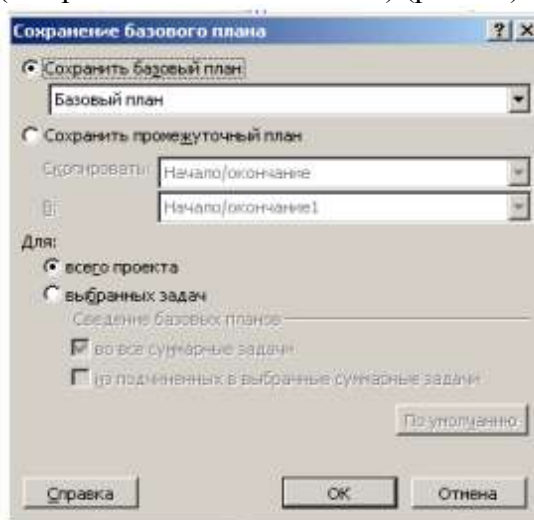 Сохранение базового плана
Сохранить базовый план
Базовый план
Сохранить промежуточный план
Скопировать: Начало/окончание
В: Начало/окончание1
Для:
всего проекта
выбранных задач
Сведение базовых планов
во все суммарные задачи
из подчиненных в выбранные суммарные задачи
По умолчанию
Справка ОК Отмена